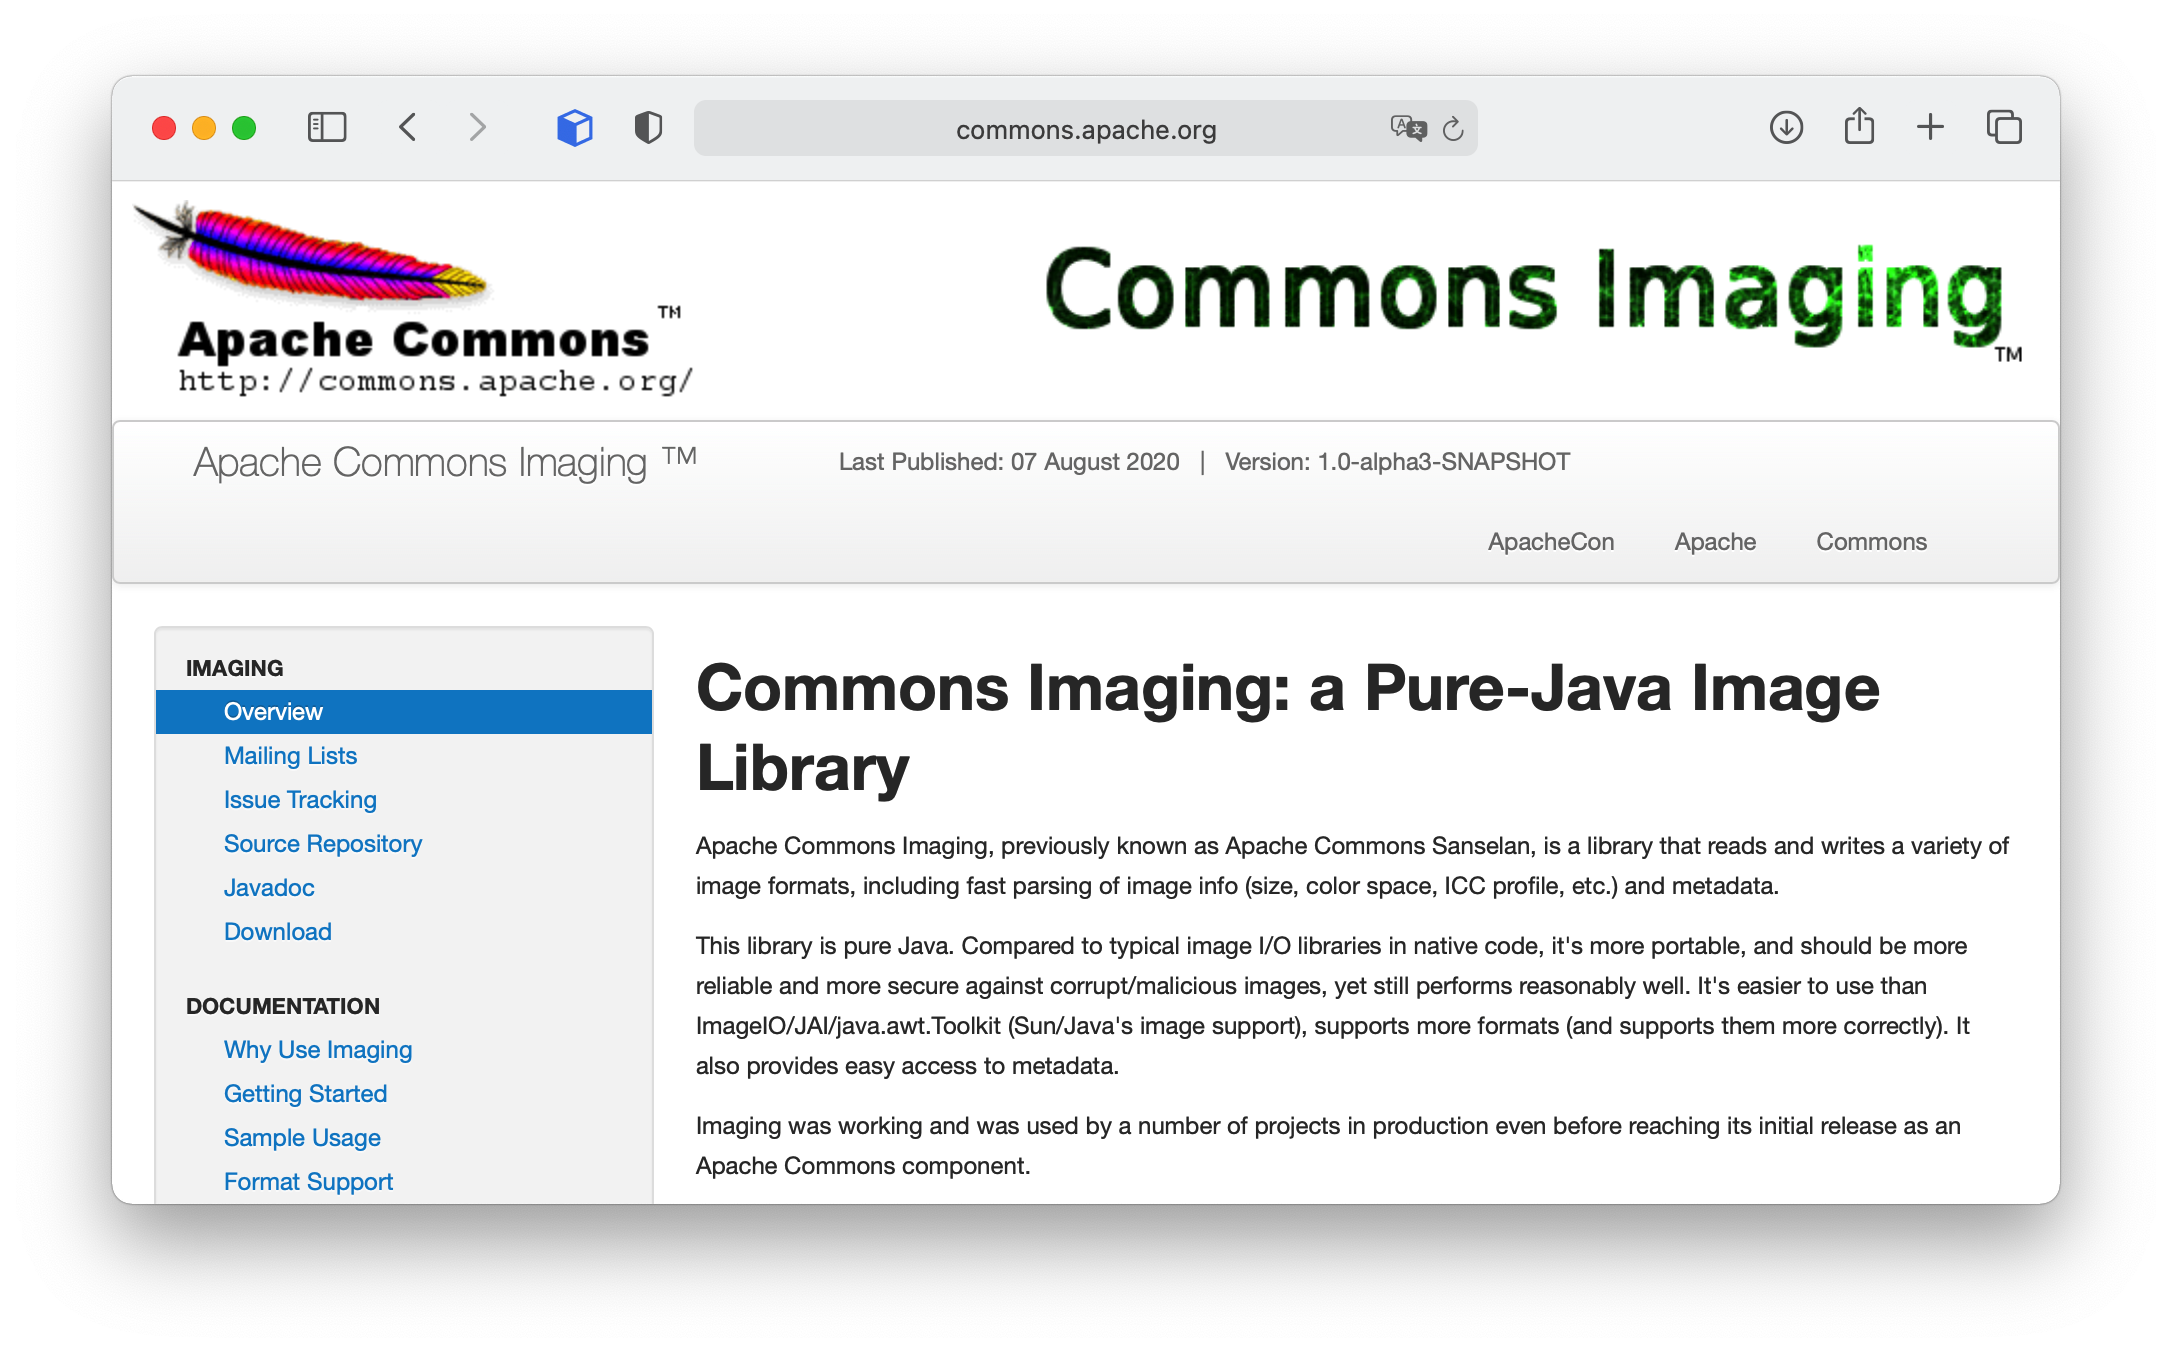 commons.apache.org
Apache Commons™
http://commons.apache.org/
Commons Imaging™
Apache Commons Imaging ™
Last Published: 07 August 2020 | Version: 1.0-alpha3-SNAPSHOT
ApacheCon Apache Commons
IMAGING
Overview
Mailing Lists
Issue Tracking
Source Repository
Javadoc
Download
DOCUMENTATION
Why Use Imaging
Getting Started
Sample Usage
Format Support
Commons Imaging: a Pure-Java Image
Library
Apache Commons Imaging, previously known as Apache Commons Sanselan, is a library that reads and writes a variety of
image formats, including fast parsing of image info (size, color space, ICC profile, etc.) and metadata.
This library is pure Java. Compared to typical image I/O libraries in native code, it's more portable, and should be more
reliable and more secure against corrupt/malicious images, yet still performs reasonably well. It's easier to use than
ImageIO/JAI/java.awt.Toolkit (Sun/Java's image support), supports more formats (and supports them more correctly). It
also provides easy access to metadata.
Imaging was working and was used by a number of projects in production even before reaching its initial release as an
Apache Commons component.